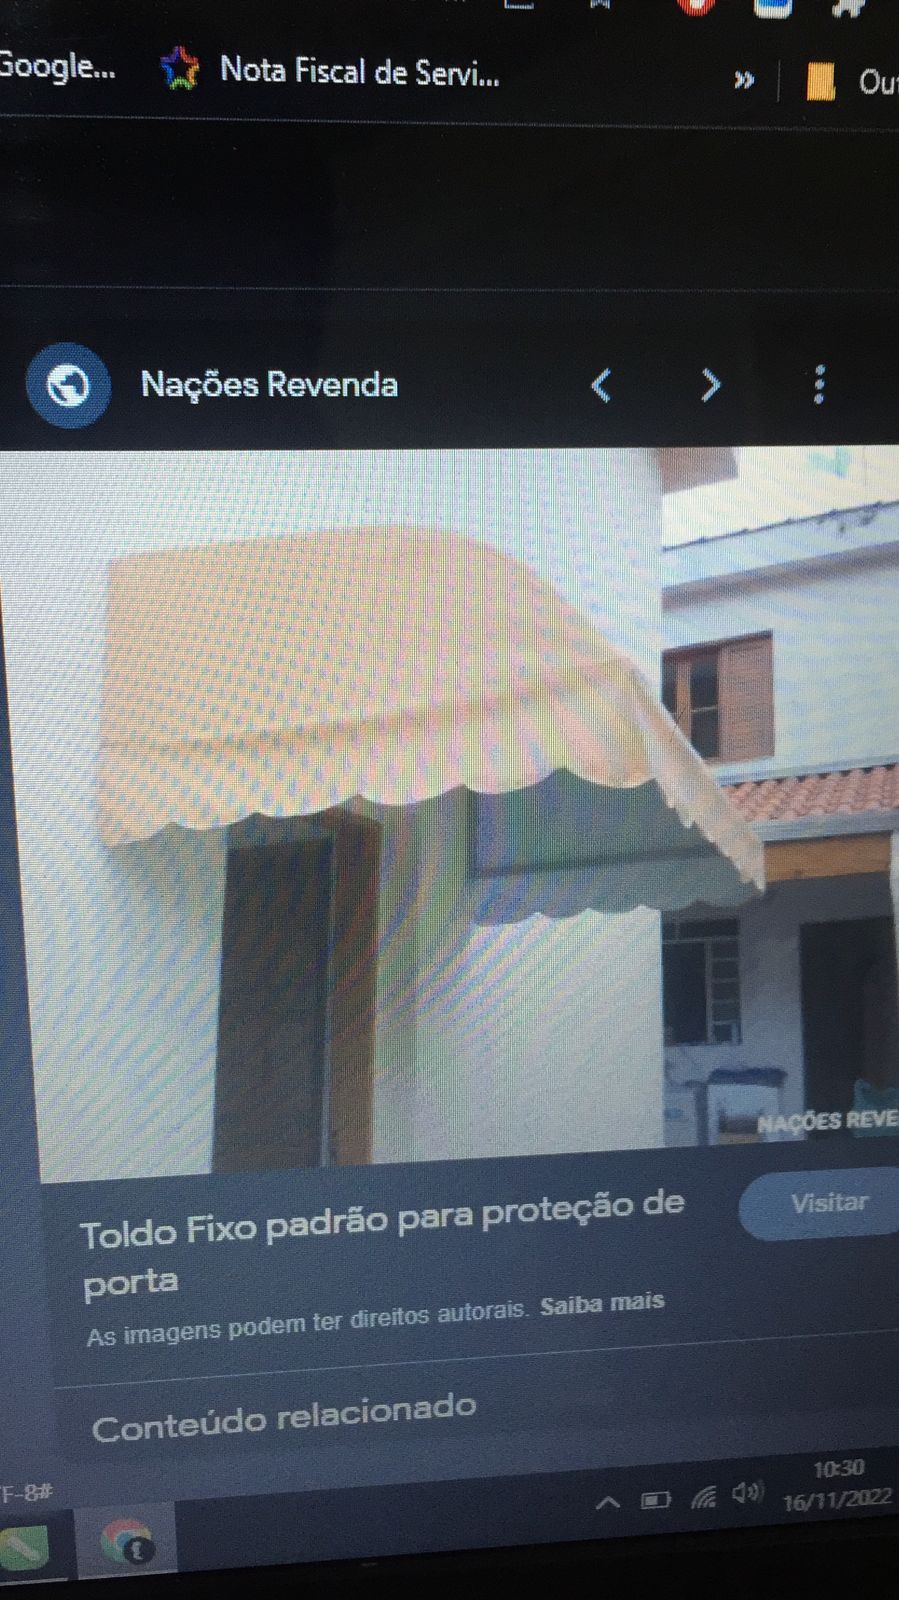 Google...
Nota Fiscal de Servi...
»
Ou
Nações Revenda
NAÇÕES REVE
Toldo Fixo padrão para proteção de
porta
Visitar
As imagens podem ter direitos autorais. Saiba mais
Conteúdo relacionado
F-8#
10:30
16/11/2022